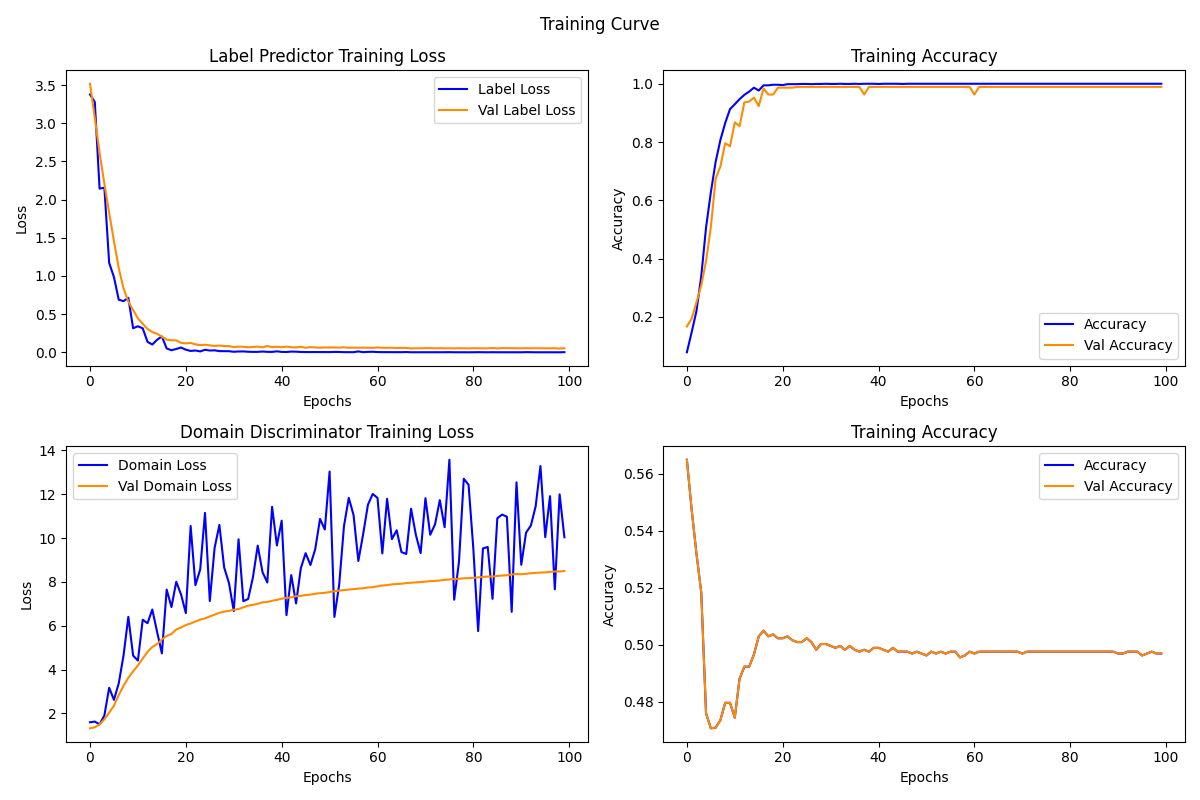 Training Curve
Label Predictor Training Loss
Loss
3.5
3.0
2.5
2.0
1.5
1.0
0.5
0.0
Label Loss
Val Label Loss
0 20 40 60 80 100
Epochs
Training Accuracy
Accuracy
1.0
0.8
0.6
0.4
0.2
Accuracy
Val Accuracy
0 20 40 60 80 100
Epochs
Domain Discriminator Training Loss
Loss
14
12
10
8
6
4
2
Domain Loss
Val Domain Loss
0 20 40 60 80 100
Epochs
Training Accuracy
Accuracy
0.56
0.54
0.52
0.50
0.48
Accuracy
Val Accuracy
0 20 40 60 80 100
Epochs